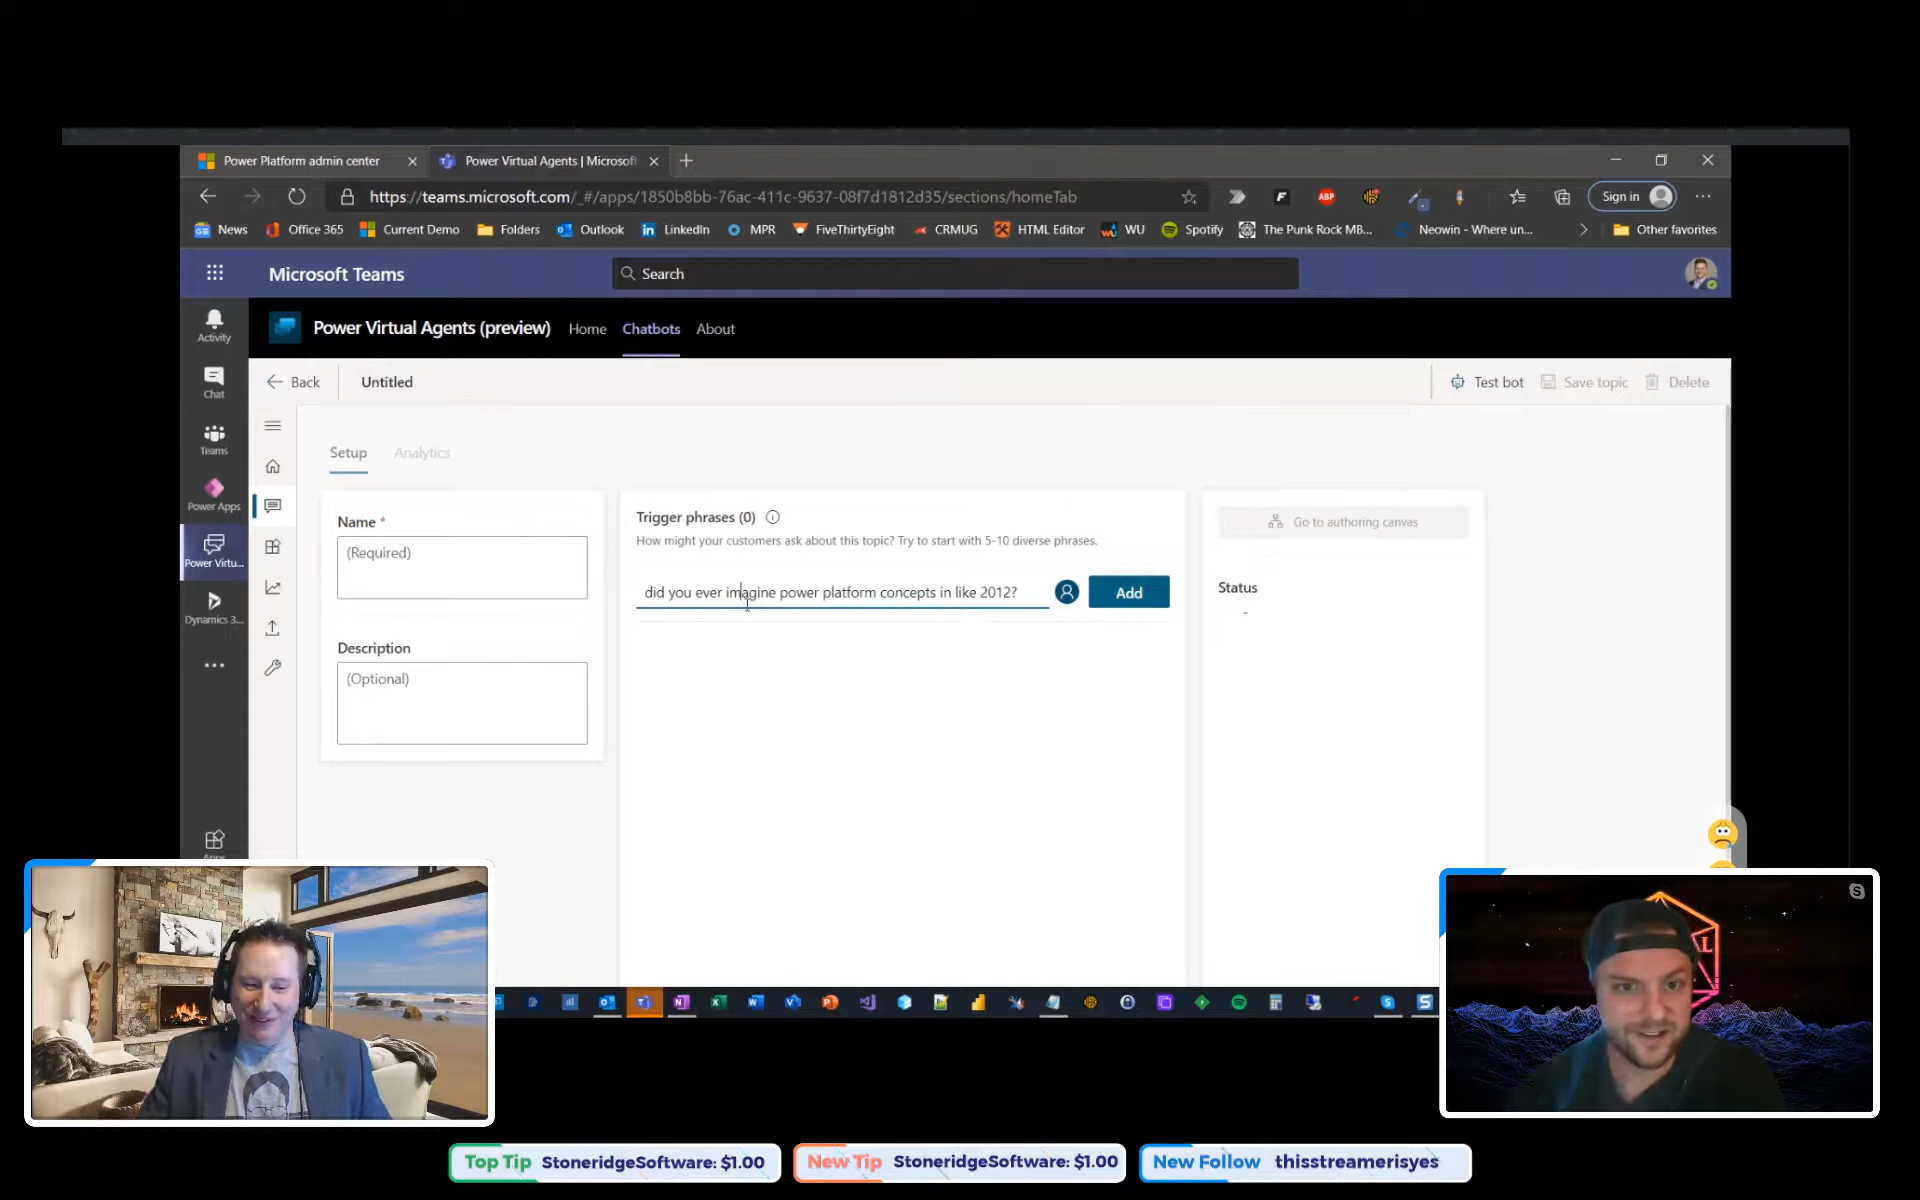 Power Platform admin center
Power Virtual Agents | Microsoft
https://teams.microsoft.com/_#/apps/1850b8bb-76ac-411c-9637-08f7d1812d35/sections/homeTab
ABP
Sign in
News
Office 365
Current Demo
Folders
Outlook
LinkedIn
MPR
FiveThirtyEight
CRMUG
HTML Editor
WU
Spotify
The Punk Rock MB...
Neowin - Where un...
Other favorites
Microsoft Teams
Search
Activity
Chat
Teams
Power Apps
Power Virtu...
Dynamics 3...
Apps
Power Virtual Agents (preview)
Home
Chatbots
About
Back
Untitled
Test bot
Save topic
Delete
Setup
Analytics
Name *
(Required)
Description
(Optional)
Trigger phrases (0)
How might your customers ask about this topic? Try to start with 5-10 diverse phrases.
did you ever imagine power platform concepts in like 2012?
Add
Go to authoring canvas
Status
-
Top Tip StoneridgeSoftware: $1.00
New Tip StoneridgeSoftware: $1.00
New Follow thisstreamerisyes